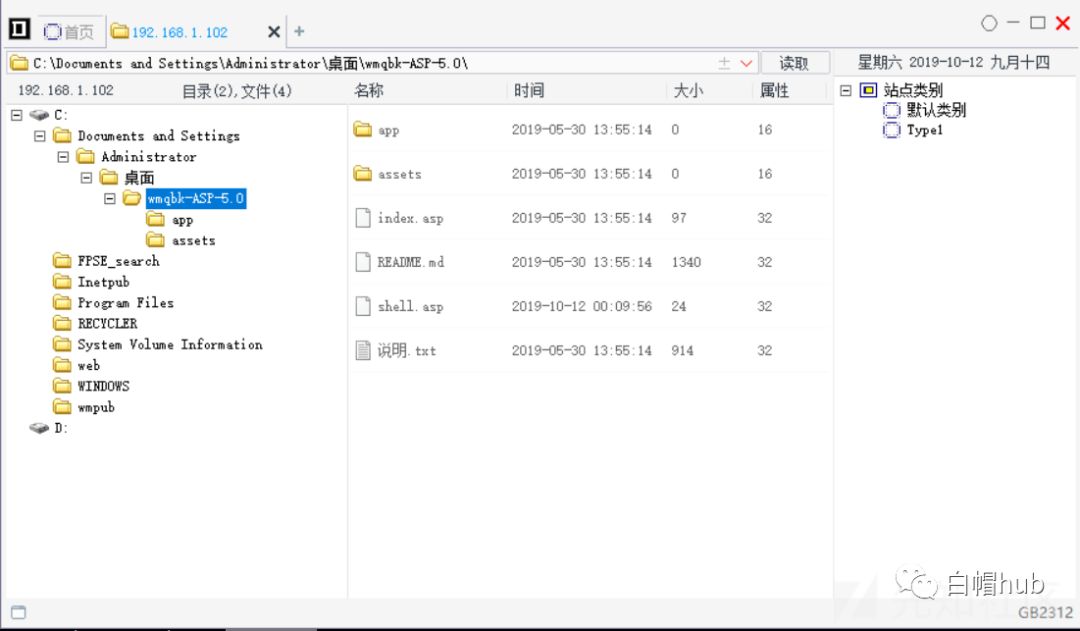 首页
192.168.1.102
C:\Documents and Settings\Administrator\桌面\wmqbk-ASP-5.0\
读取
星期六 2019-10-12 九月十四
192.168.1.102 目录(2),文件(4)
名称 时间 大小 属性
C:
Documents and Settings
Administrator
桌面
wmqbk-ASP-5.0
app
assets
FPSE_search
Inetpub
Program Files
RECYCLER
System Volume Information
web
WINDOWS
wmpub
D:
app 2019-05-30 13:55:14 0 16
assets 2019-05-30 13:55:14 0 16
index.asp 2019-05-30 13:55:14 97 32
README.md 2019-05-30 13:55:14 1340 32
shell.asp 2019-10-12 00:09:56 24 32
说明.txt 2019-05-30 13:55:14 914 32
站点类别
默认类别
Type1
白帽hub
GB2312